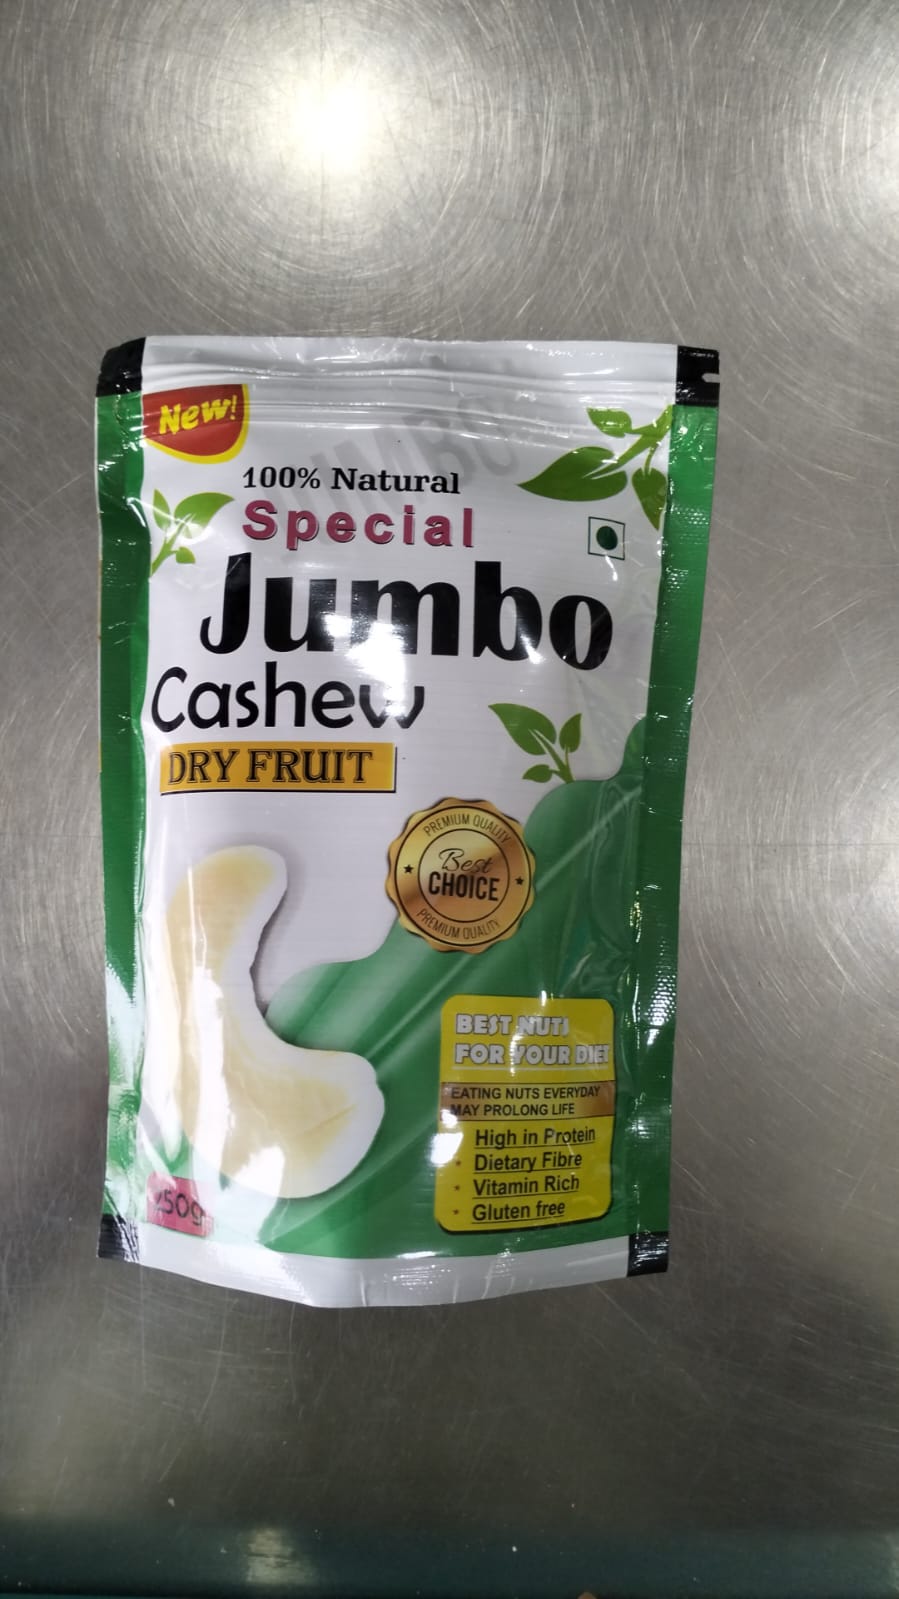 New!
100% Natural
Special
Jumbo
Cashew
DRY FRUIT
PREMIUM QUALITY
Best
CHOICE
PREMIUM QUALITY
BEST NUTS
FOR YOUR DIET
EATING NUTS EVERYDAY
MAY PROLONG LIFE
High in Protein
Dietary Fibre
Vitamin Rich
Gluten free